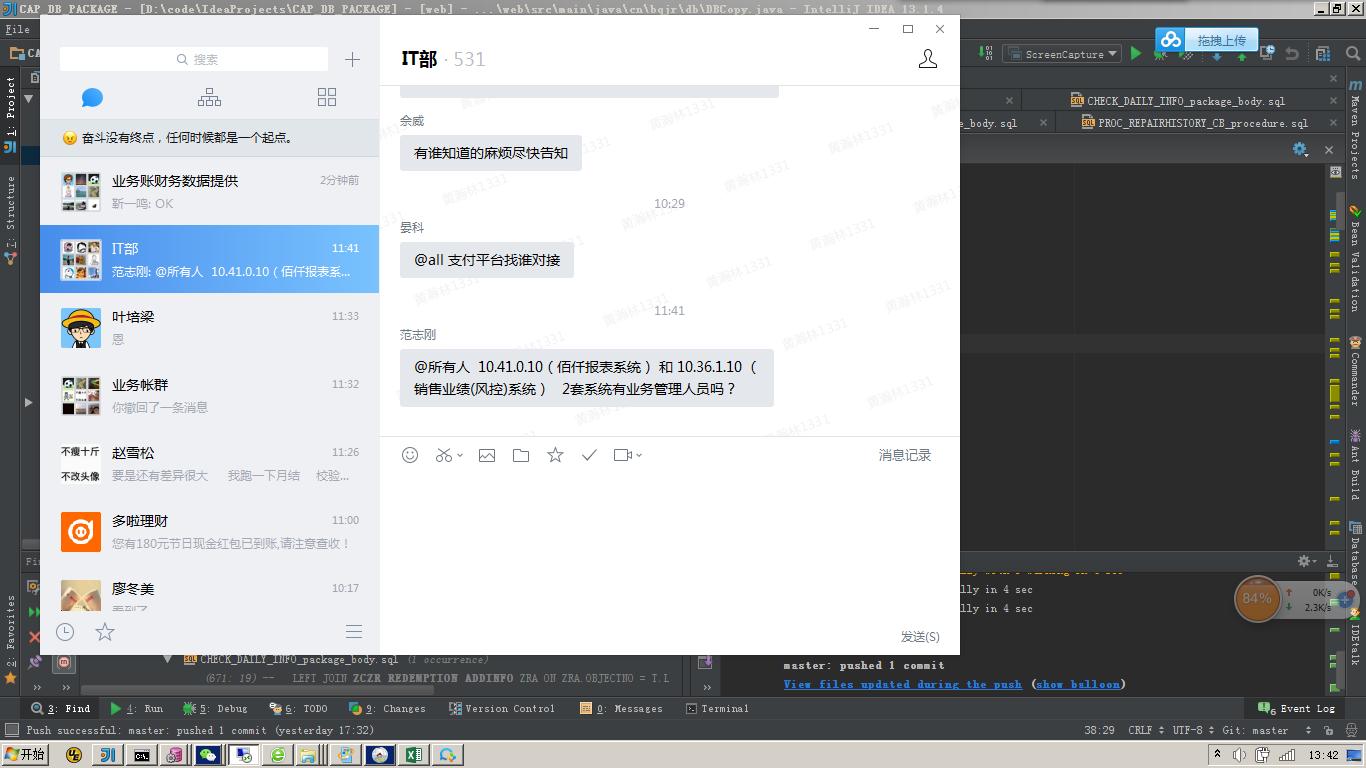 CAP_DB_PACKAGE - [D:\code\IdeaProjects\CAP_DB_PACKAGE] - [web] - ...\web\src\main\java\cn\bqjr\db\DBCopy.java - IntelliJ IDEA 13.1.4
File
CA
ScreenCapture
拖拽上传
搜索
IT部 · 531
CHECK_DAILY_INFO_package_body.sql
e_body.sql
PROC_REPAIRHISTORY_CB_procedure.sql
奋斗没有终点，任何时候都是一个起点。
业务账财务数据提供
2分钟前
靳一鸣: OK
IT部
11:41
范志刚: @所有人 10.41.0.10（佰仟报表系...
叶培梁
11:33
恩
业务帐群
11:32
你撤回了一条消息
赵雪松
11:26
要是还有差异很大 我跑一下月结 校验...
不瘦十斤
不改头像
多啦理财
11:00
您有180元节日现金红包已到账,请注意查收！
廖冬美
10:17
看到了
余威
有谁知道的麻烦尽快告知
10:29
晏科
@all 支付平台找谁对接
11:41
范志刚
@所有人 10.41.0.10（佰仟报表系统） 和 10.36.1.10 （
销售业绩(风控)系统） 2套系统有业务管理人员吗？
黄瀚林1331
消息记录
发送(S)
1: Project
7: Structure
2: Favorites
Maven Projects
Bean Validation
Commander
Ant Build
Database
IDEtalk
Fin
lly in 4 sec
lly in 4 sec
84%
0K/s
2.3K/s
CHECK_DAILY_INFO_package_body.sql (1 occurrence)
(671: 19) -- LEFT JOIN ZCZR_REDEMPTION_ADDINFO ZRA ON ZRA.OBJECTNO = T.L
master: pushed 1 commit
View files updated during the push (show balloon)
3: Find
4: Run
5: Debug
6: TODO
9: Changes
Version Control
0: Messages
Terminal
6 Event Log
Push successful: master: pushed 1 commit (yesterday 17:32)
38:29
CRLF
UTF-8
Git: master
开始
13:42